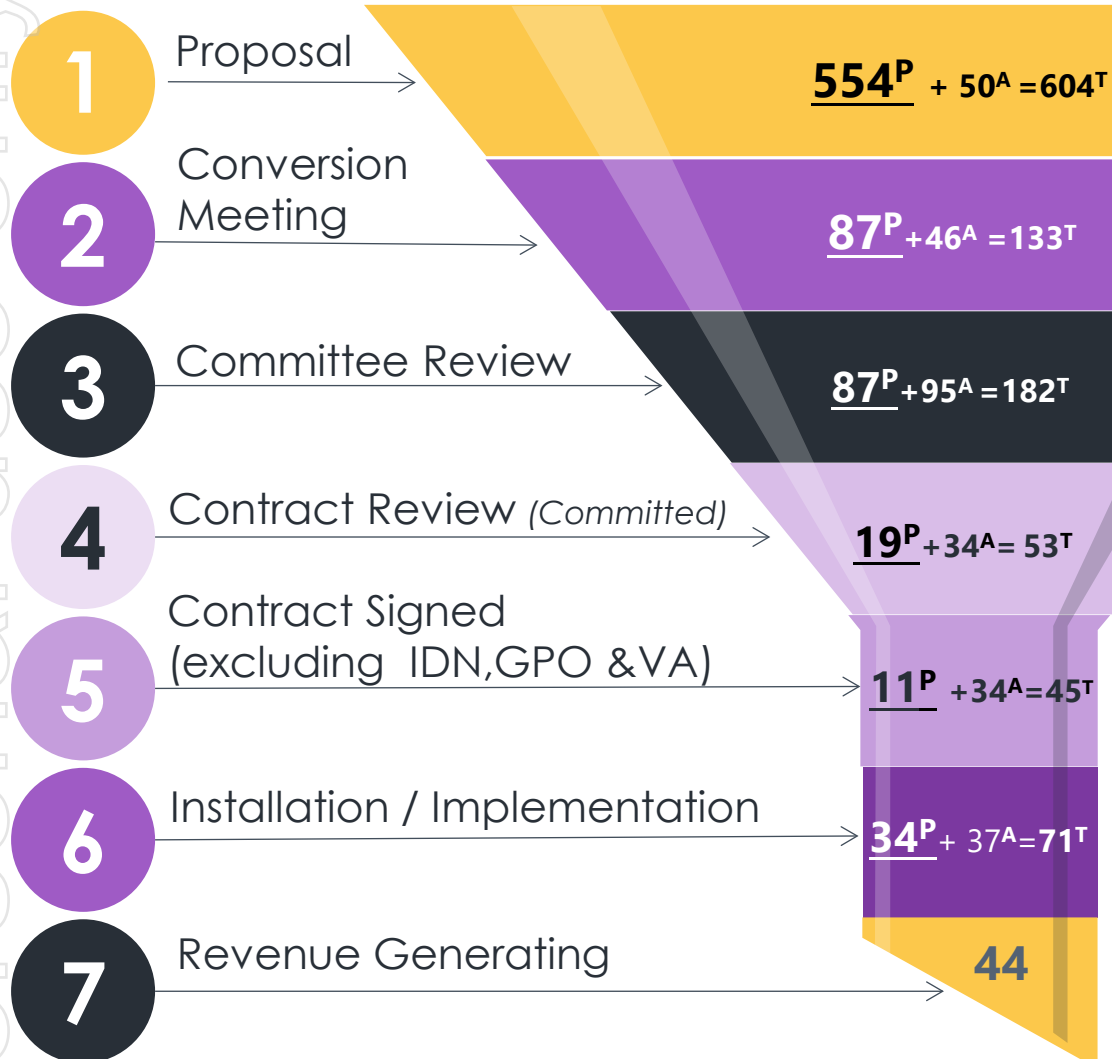 1
Proposal
554ᴾ + 50ᴬ =604ᵀ
2
Conversion
Meeting
87ᴾ+46ᴬ =133ᵀ
3
Committee Review
87ᴾ+95ᴬ =182ᵀ
4
Contract Review (Committed)
19ᴾ+34ᴬ= 53ᵀ
5
Contract Signed
(excluding IDN,GPO &VA)
11ᴾ +34ᴬ=45ᵀ
6
Installation / Implementation
34ᴾ+ 37ᴬ=71ᵀ
7
Revenue Generating
44